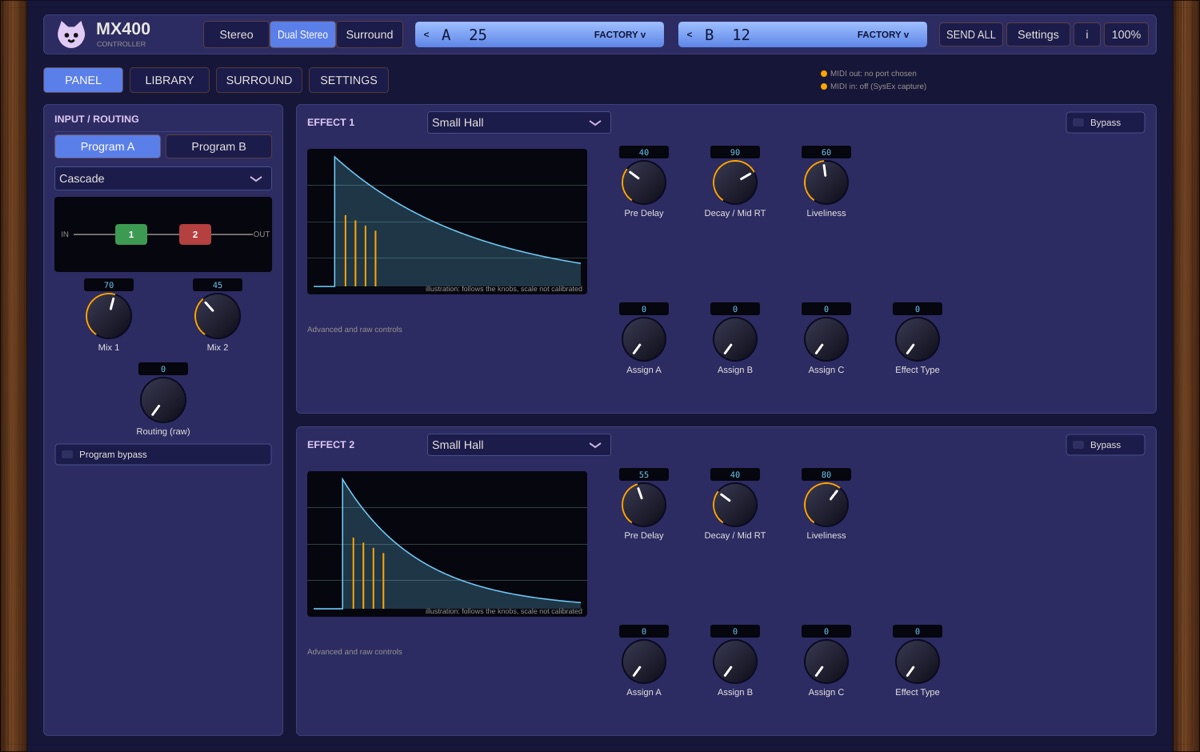 MX400
CONTROLLER
Stereo Dual Stereo Surround
< A 25 FACTORY v
< B 12 FACTORY v
SEND ALL Settings i 100%
PANEL LIBRARY SURROUND SETTINGS
MIDI out: no port chosen
MIDI in: off (SysEx capture)
INPUT / ROUTING
Program A Program B
Cascade
IN 1 2 OUT
70 45
Mix 1 Mix 2
0
Routing (raw)
Program bypass
EFFECT 1 Small Hall Bypass
40 90 60
Pre Delay Decay / Mid RT Liveliness
illustration: follows the knobs, scale not calibrated
Advanced and raw controls
0 0 0 0
Assign A Assign B Assign C Effect Type
EFFECT 2 Small Hall Bypass
55 40 80
Pre Delay Decay / Mid RT Liveliness
illustration: follows the knobs, scale not calibrated
Advanced and raw controls
0 0 0 0
Assign A Assign B Assign C Effect Type